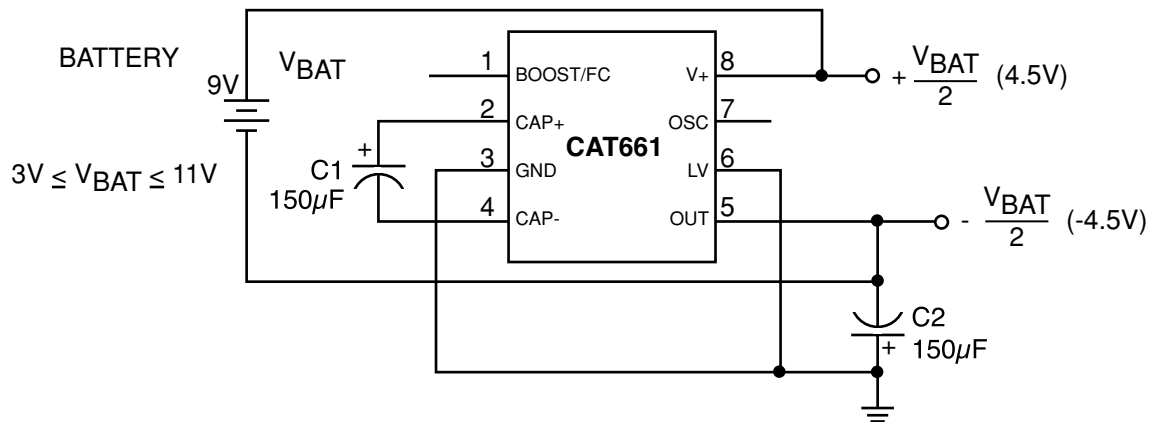 BATTERY
9V
VBAT
3V ≤ VBAT ≤ 11V
C1
150µF
+
1
2
3
4
BOOST/FC
CAP+
GND
CAP-
CAT661
V+
OSC
LV
OUT
8
7
6
5
+ VBAT/2 (4.5V)
- VBAT/2 (-4.5V)
C2
150µF
+